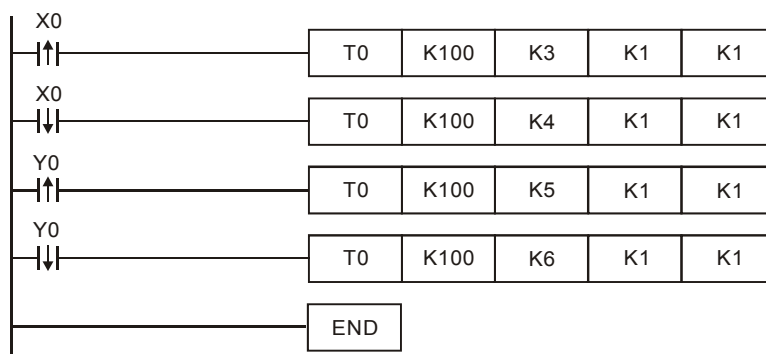 X0
T0 K100 K3 K1 K1
X0
T0 K100 K4 K1 K1
Y0
T0 K100 K5 K1 K1
Y0
T0 K100 K6 K1 K1
END